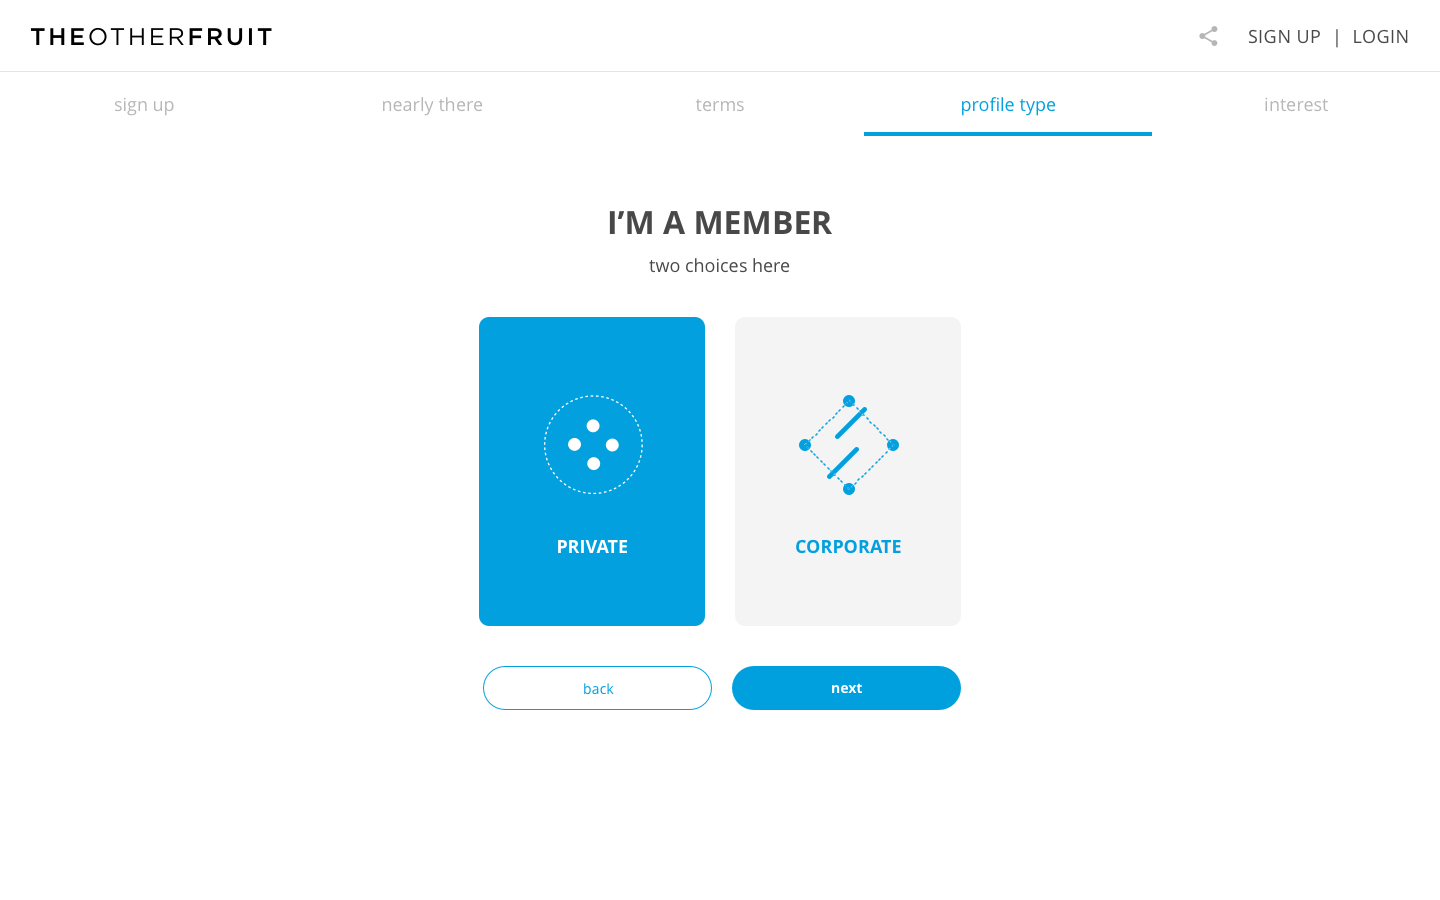 THEOTHERFRUIT
SIGN UP | LOGIN
sign up
nearly there
terms
profile type
interest
I’M A MEMBER
two choices here
PRIVATE
CORPORATE
back
next